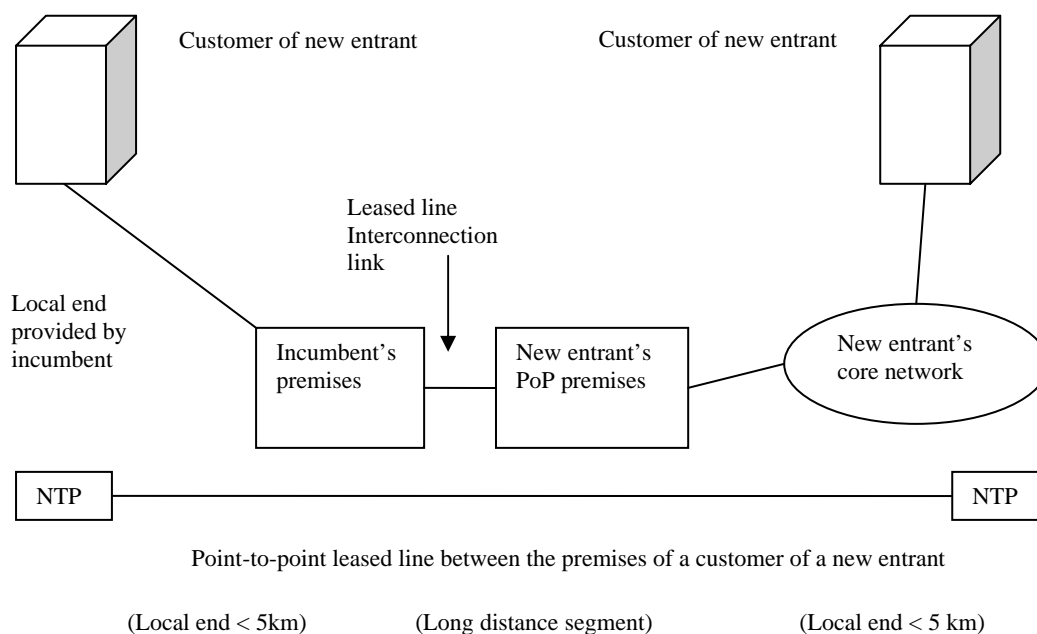 Customer of new entrant
Customer of new entrant
Leased line
Interconnection
link
Local end
provided by
incumbent
Incumbent’s
premises
New entrant’s
PoP premises
New entrant’s
core network
NTP
NTP
Point-to-point leased line between the premises of a customer of a new entrant
(Local end < 5km)
(Long distance segment)
(Local end < 5 km)